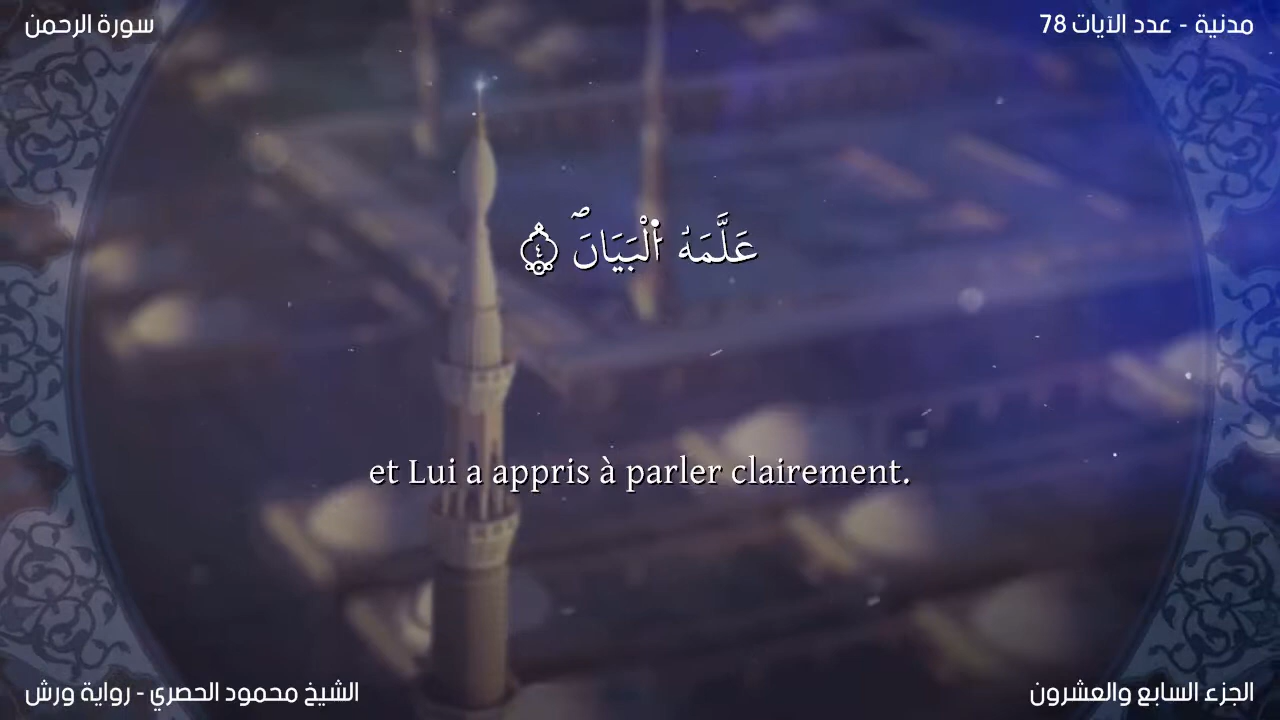 سورة الرحمن
مدنية - عدد الآيات 78
عَلَّمَهُ اُ۬لْبَيَانَۖ ٤
et Lui a appris à parler clairement.
الشيخ محمود الحصري - رواية ورش
الجزء السابع والعشرون